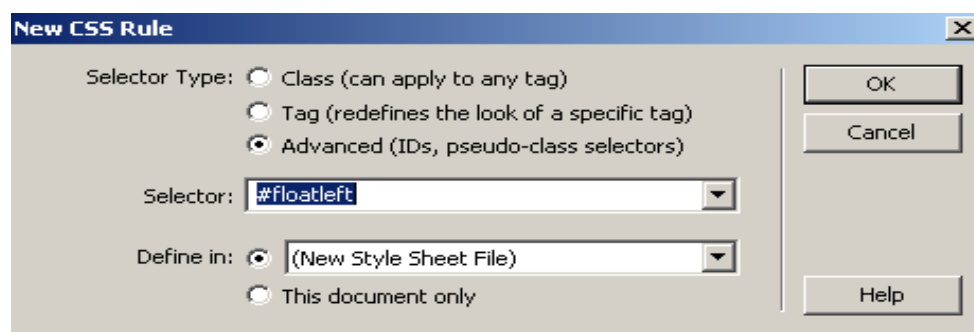 New CSS Rule
Selector Type: Class (can apply to any tag)
OK
Tag (redefines the look of a specific tag)
Cancel
Advanced (IDs, pseudo-class selectors)
Selector: #floatleft
Define in: (New Style Sheet File)
This document only
Help